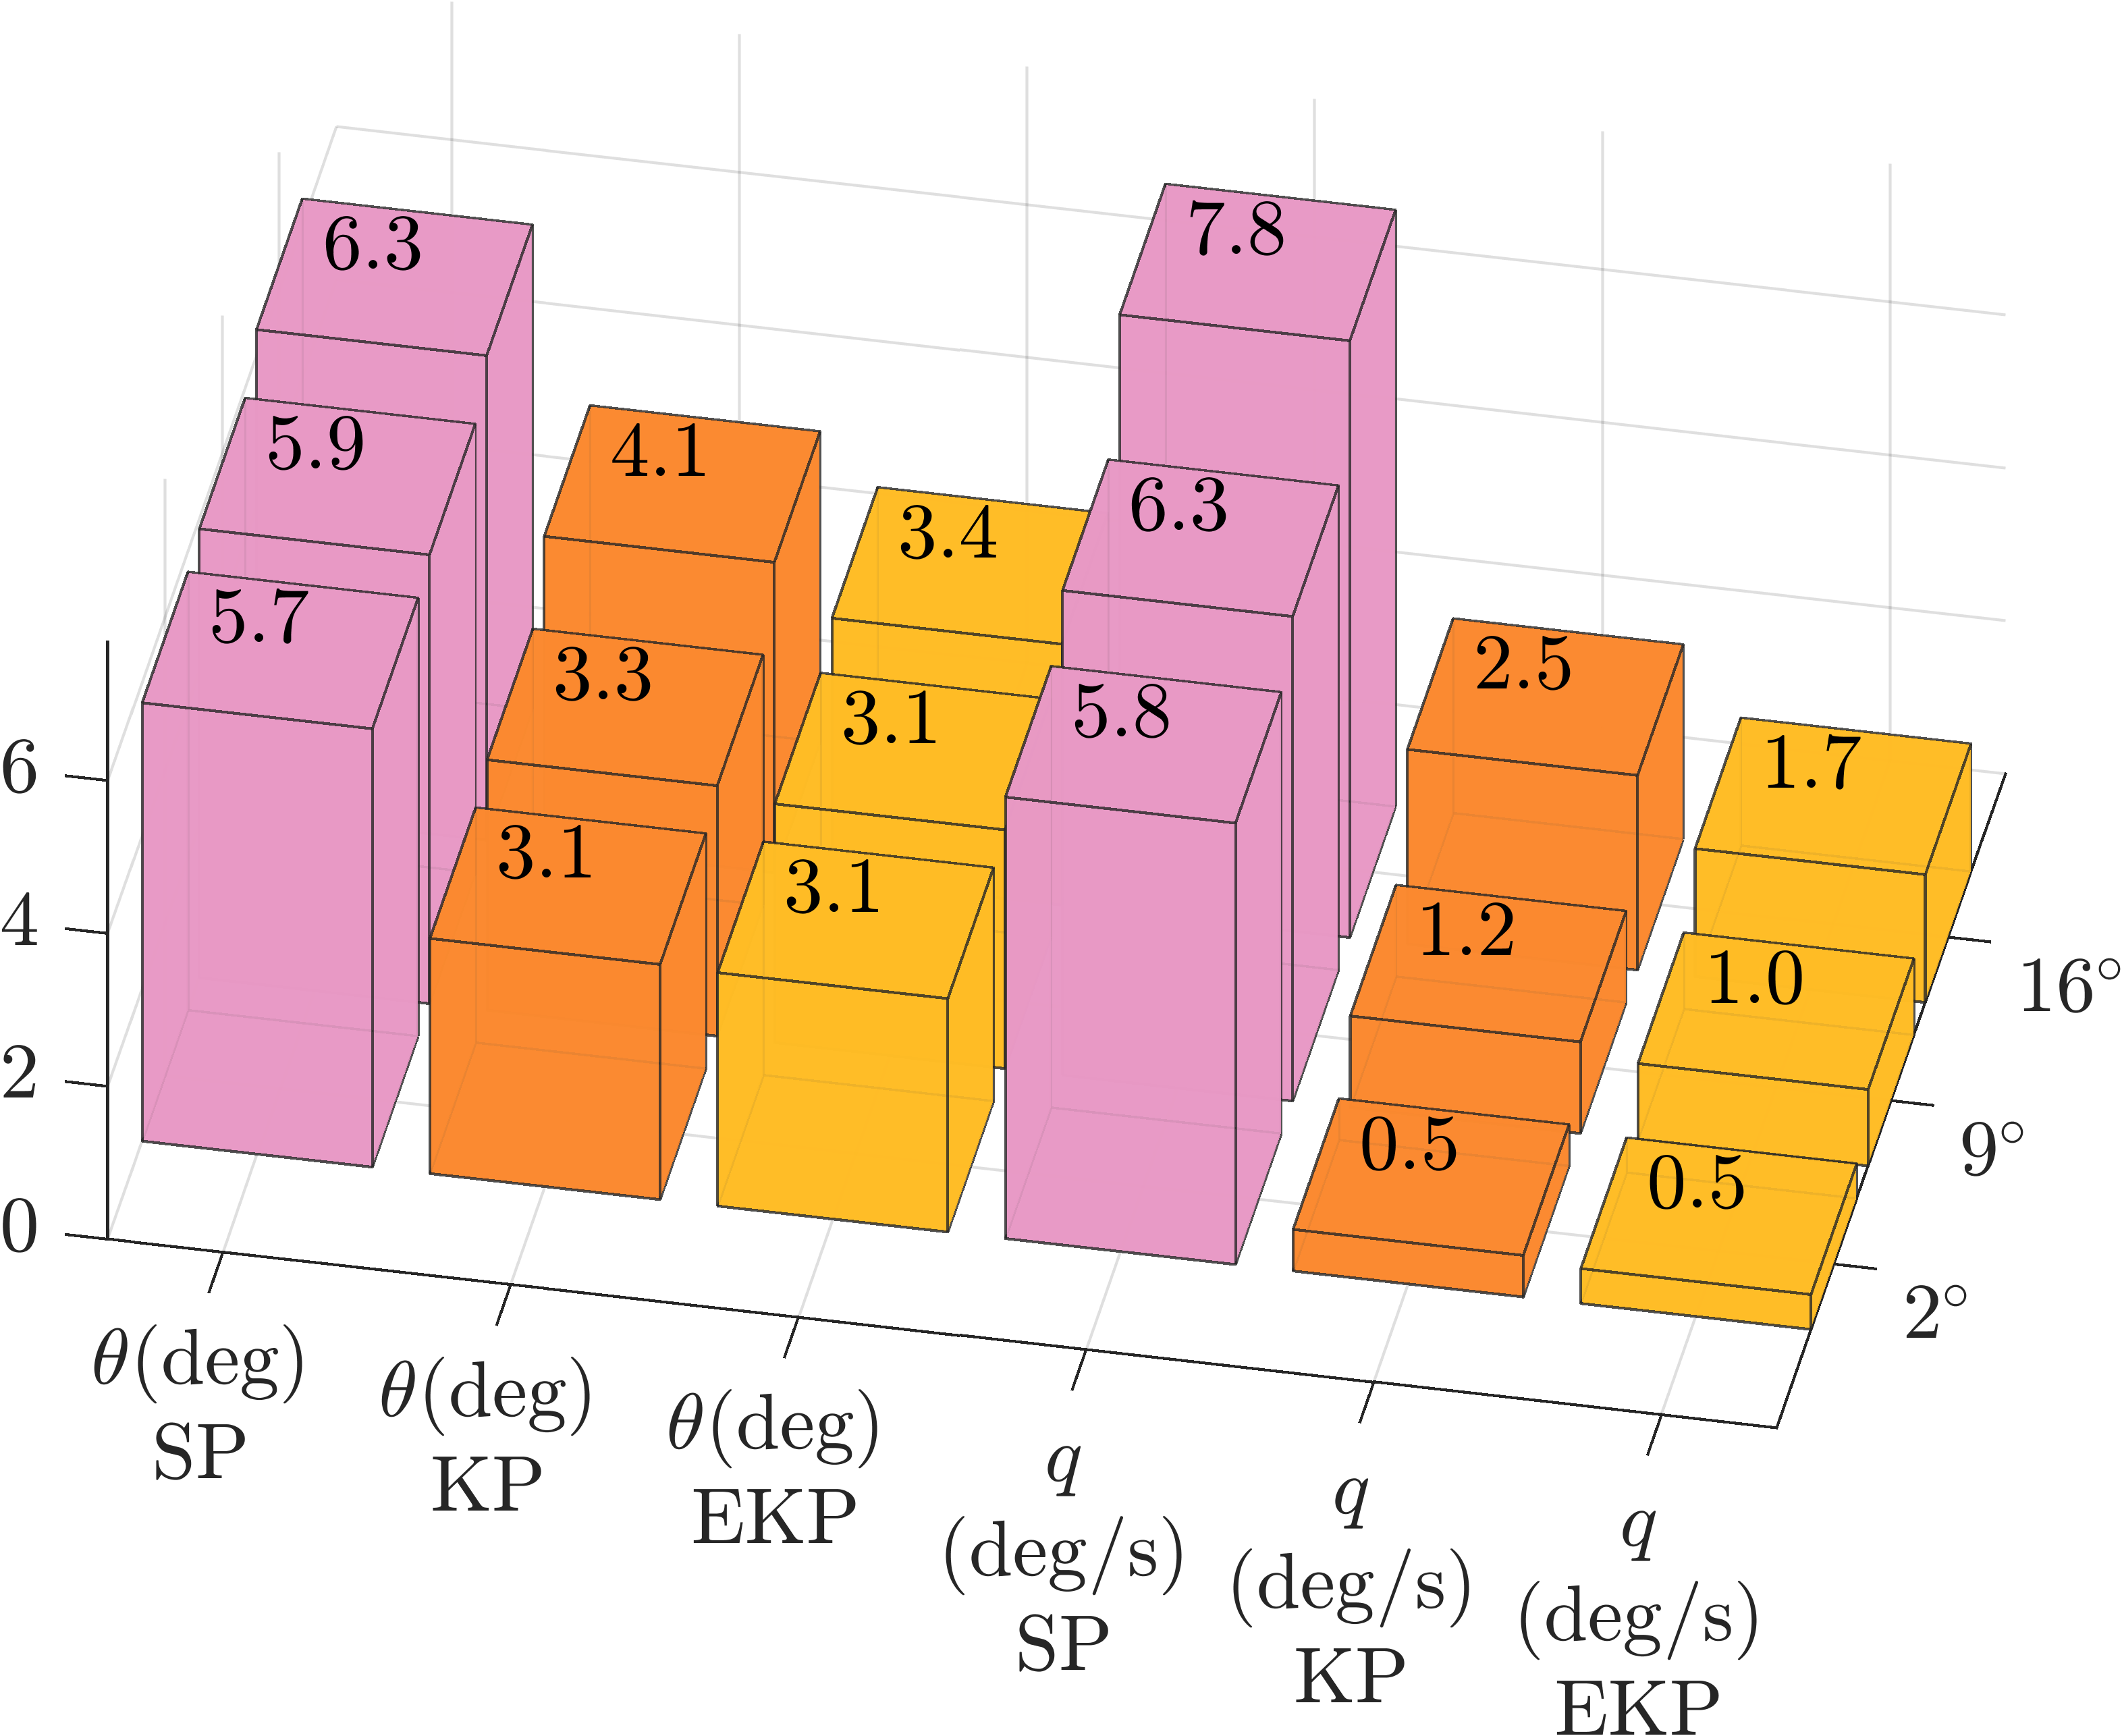 6.3
7.8
5.9
4.1
6.3
3.4
5.7
3.3
3.1
5.8
2.5
1.7
3.1
3.1
1.2
1.0
0.5
0.5
6
4
2
0
16°
9°
2°
θ(deg)
SP
θ(deg)
KP
θ(deg)
EKP
q
(deg/s)
SP
q
(deg/s)
KP
q
(deg/s)
EKP